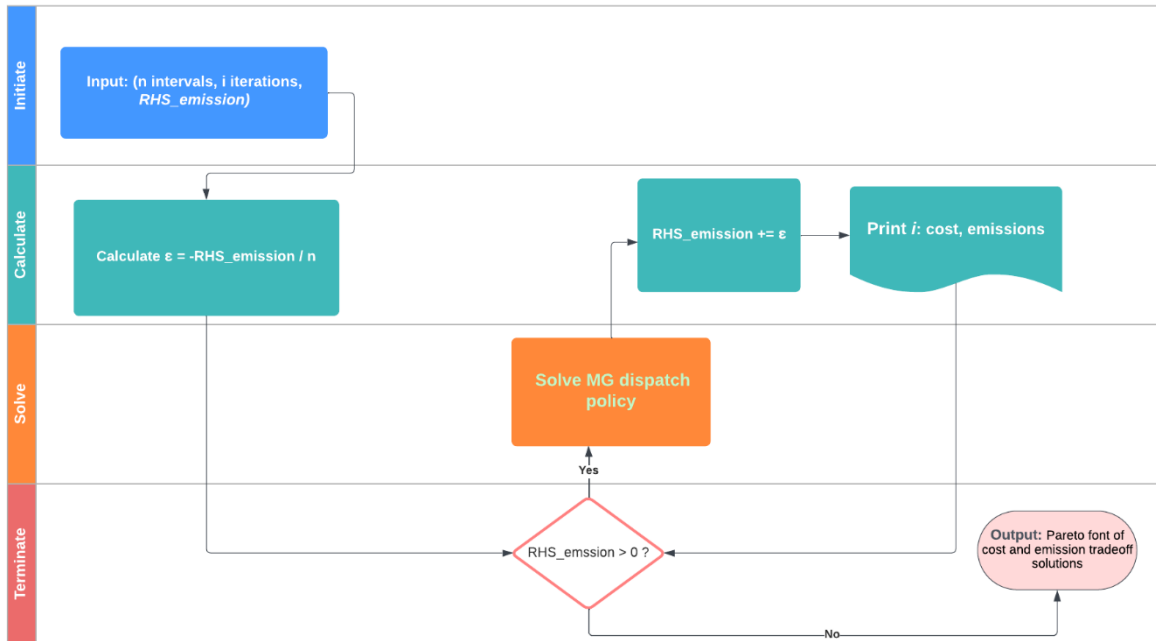 Initiate
Input: (n intervals, i iterations,
RHS_emission)
Calculate
Calculate ε = -RHS_emission / n
RHS_emission += ε
Print i: cost, emissions
Solve
Solve MG dispatch
policy
Yes
Terminate
RHS_emssion > 0 ?
Output: Pareto font of
cost and emission tradeoff
solutions
No